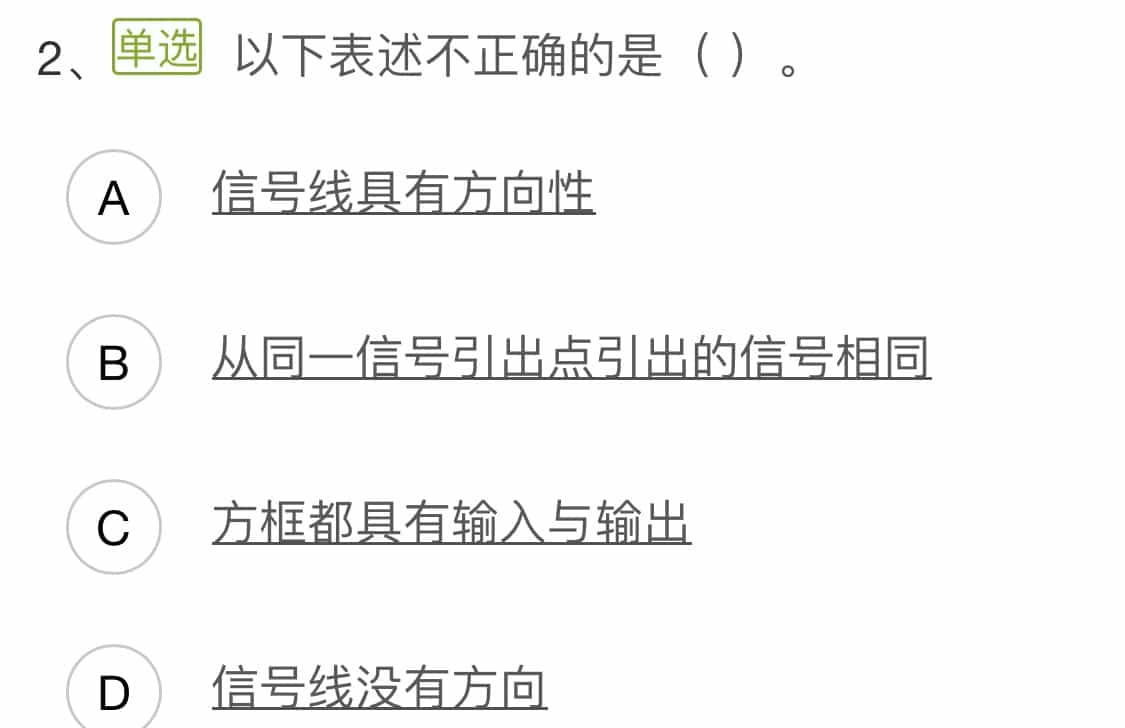 2、单选 以下表述不正确的是（ ）。
A 信号线具有方向性
B 从同一信号引出点引出的信号相同
C 方框都具有输入与输出
D 信号线没有方向